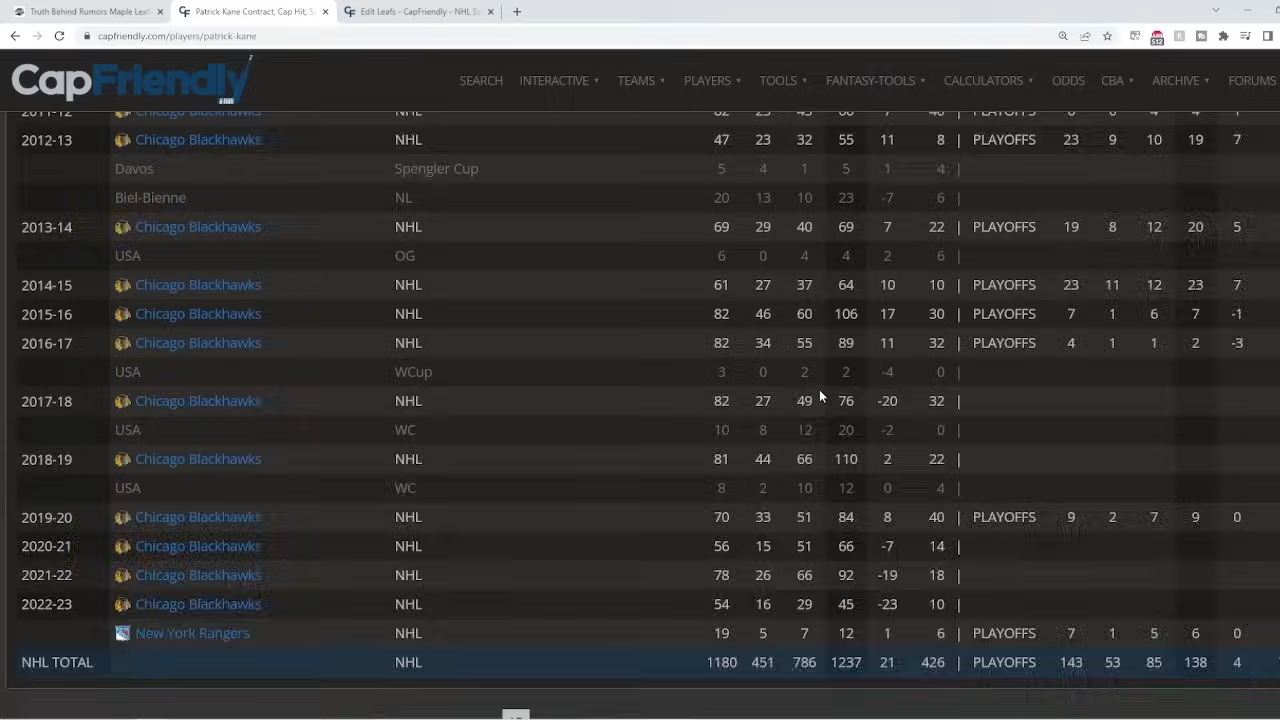 Truth Behind Rumors Maple Lea
Patrick Kane Contract, Cap Hit, S
Edit Leafs - CapFriendly - NHL Sa
capfriendly.com/players/patrick-kane
512
CapFriendly
.COM
SEARCH INTERACTIVE TEAMS PLAYERS TOOLS FANTASY-TOOLS CALCULATORS ODDS CBA ARCHIVE FORUMS
Chicago Blackhawks NHL
2012-13 Chicago Blackhawks NHL 47 23 32 55 11 8 | PLAYOFFS 23 9 10 19 7
Davos Spengler Cup 5 4 1 5 1 4 |
Biel-Bienne NL 20 13 10 23 -7 6 |
2013-14 Chicago Blackhawks NHL 69 29 40 69 7 22 | PLAYOFFS 19 8 12 20 5
USA OG 6 0 4 4 2 6 |
2014-15 Chicago Blackhawks NHL 61 27 37 64 10 10 | PLAYOFFS 23 11 12 23 7
2015-16 Chicago Blackhawks NHL 82 46 60 106 17 30 | PLAYOFFS 7 1 6 7 -1
2016-17 Chicago Blackhawks NHL 82 34 55 89 11 32 | PLAYOFFS 4 1 1 2 -3
USA WCup 3 0 2 2 -4 0 |
2017-18 Chicago Blackhawks NHL 82 27 49 76 -20 32 |
USA WC 10 8 12 20 -2 0 |
2018-19 Chicago Blackhawks NHL 81 44 66 110 2 22 |
USA WC 8 2 10 12 0 4 |
2019-20 Chicago Blackhawks NHL 70 33 51 84 8 40 | PLAYOFFS 9 2 7 9 0
2020-21 Chicago Blackhawks NHL 56 15 51 66 -7 14 |
2021-22 Chicago Blackhawks NHL 78 26 66 92 -19 18 |
2022-23 Chicago Blackhawks NHL 54 16 29 45 -23 10 |
New York Rangers NHL 19 5 7 12 1 6 | PLAYOFFS 7 1 5 6 0
NHL TOTAL NHL 1180 451 786 1237 21 426 | PLAYOFFS 143 53 85 138 4